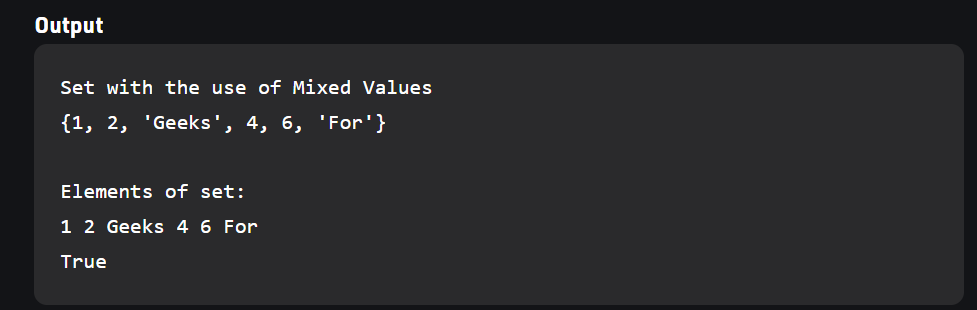 Output
Set with the use of Mixed Values
{1, 2, 'Geeks', 4, 6, 'For'}
Elements of set:
1 2 Geeks 4 6 For
True